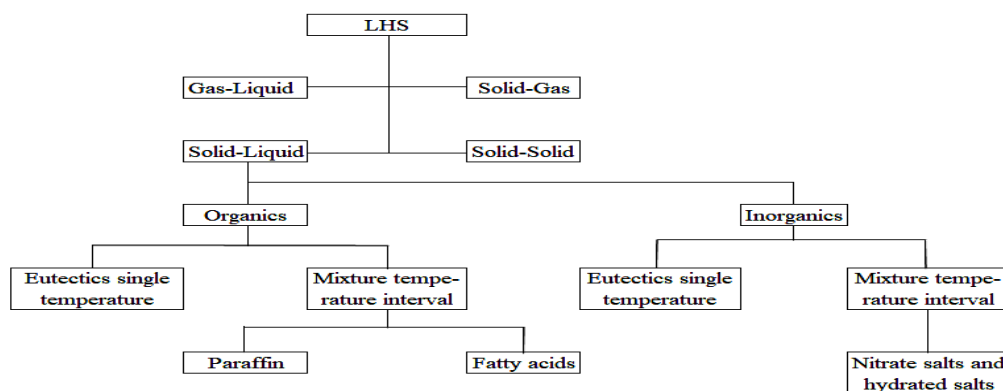 LHS
Gas-Liquid
Solid-Gas
Solid-Liquid
Solid-Solid
Organics
Inorganics
Eutectics single
temperature
Mixture tempe-
rature interval
Eutectics single
temperature
Mixture tempe-
rature interval
Paraffin
Fatty acids
Nitrate salts and
hydrated salts